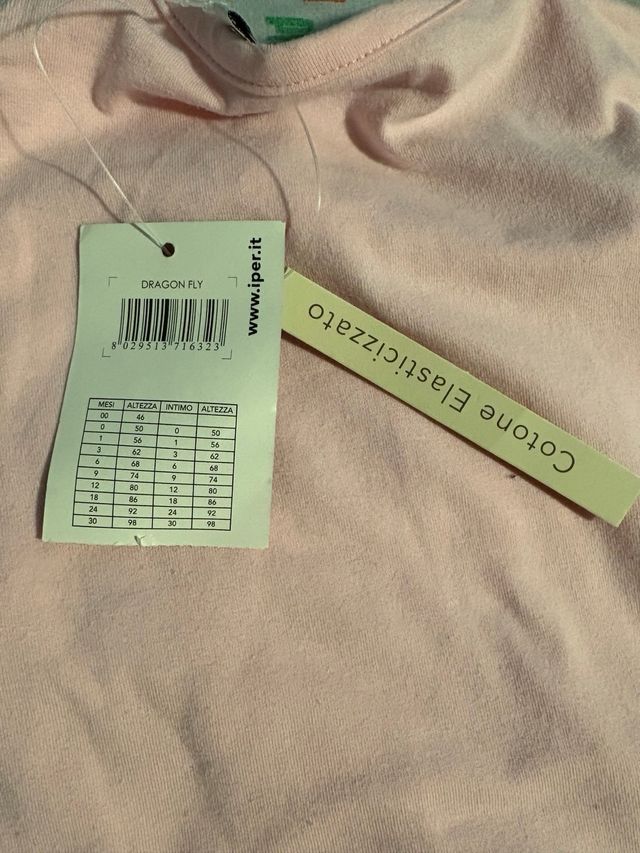 www.iper.it
DRAGON FLY
8 029513 716323
MESI ALTEZZA INTIMO ALTEZZA
00 46
0 50 0 50
1 56 1 56
3 62 3 62
6 68 6 68
9 74 9 74
12 80 12 80
18 86 18 86
24 92 24 92
30 98 30 98
Cotone Elasticizzato